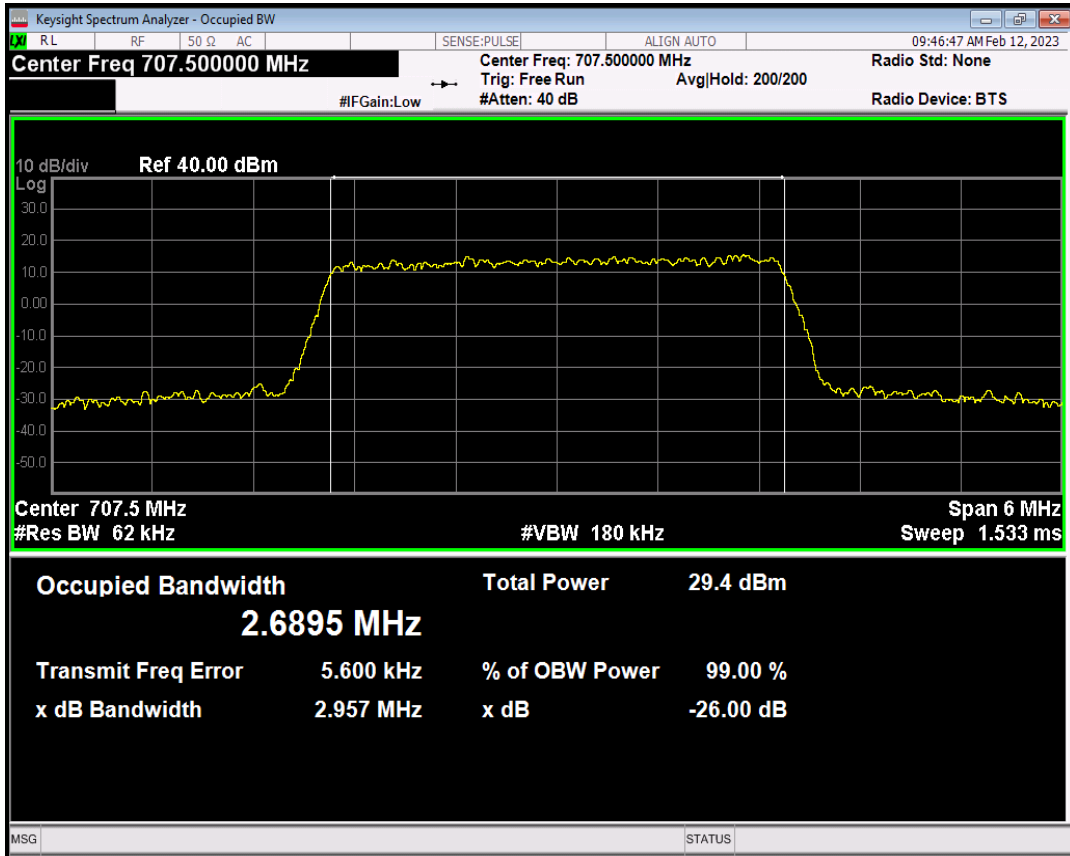 Keysight Spectrum Analyzer - Occupied BW
LXI RL RF 50 Ω AC SENSE:PULSE ALIGN AUTO 09:46:47 AM Feb 12, 2023
Center Freq 707.500000 MHz Center Freq: 707.500000 MHz Radio Std: None
Trig: Free Run Avg|Hold: 200/200
#IFGain:Low #Atten: 40 dB Radio Device: BTS
10 dB/div Ref 40.00 dBm
Log
30.0
20.0
10.0
0.00
-10.0
-20.0
-30.0
-40.0
-50.0
Center 707.5 MHz Span 6 MHz
#Res BW 62 kHz #VBW 180 kHz Sweep 1.533 ms
Occupied Bandwidth Total Power 29.4 dBm
2.6895 MHz
Transmit Freq Error 5.600 kHz % of OBW Power 99.00 %
x dB Bandwidth 2.957 MHz x dB -26.00 dB
MSG STATUS